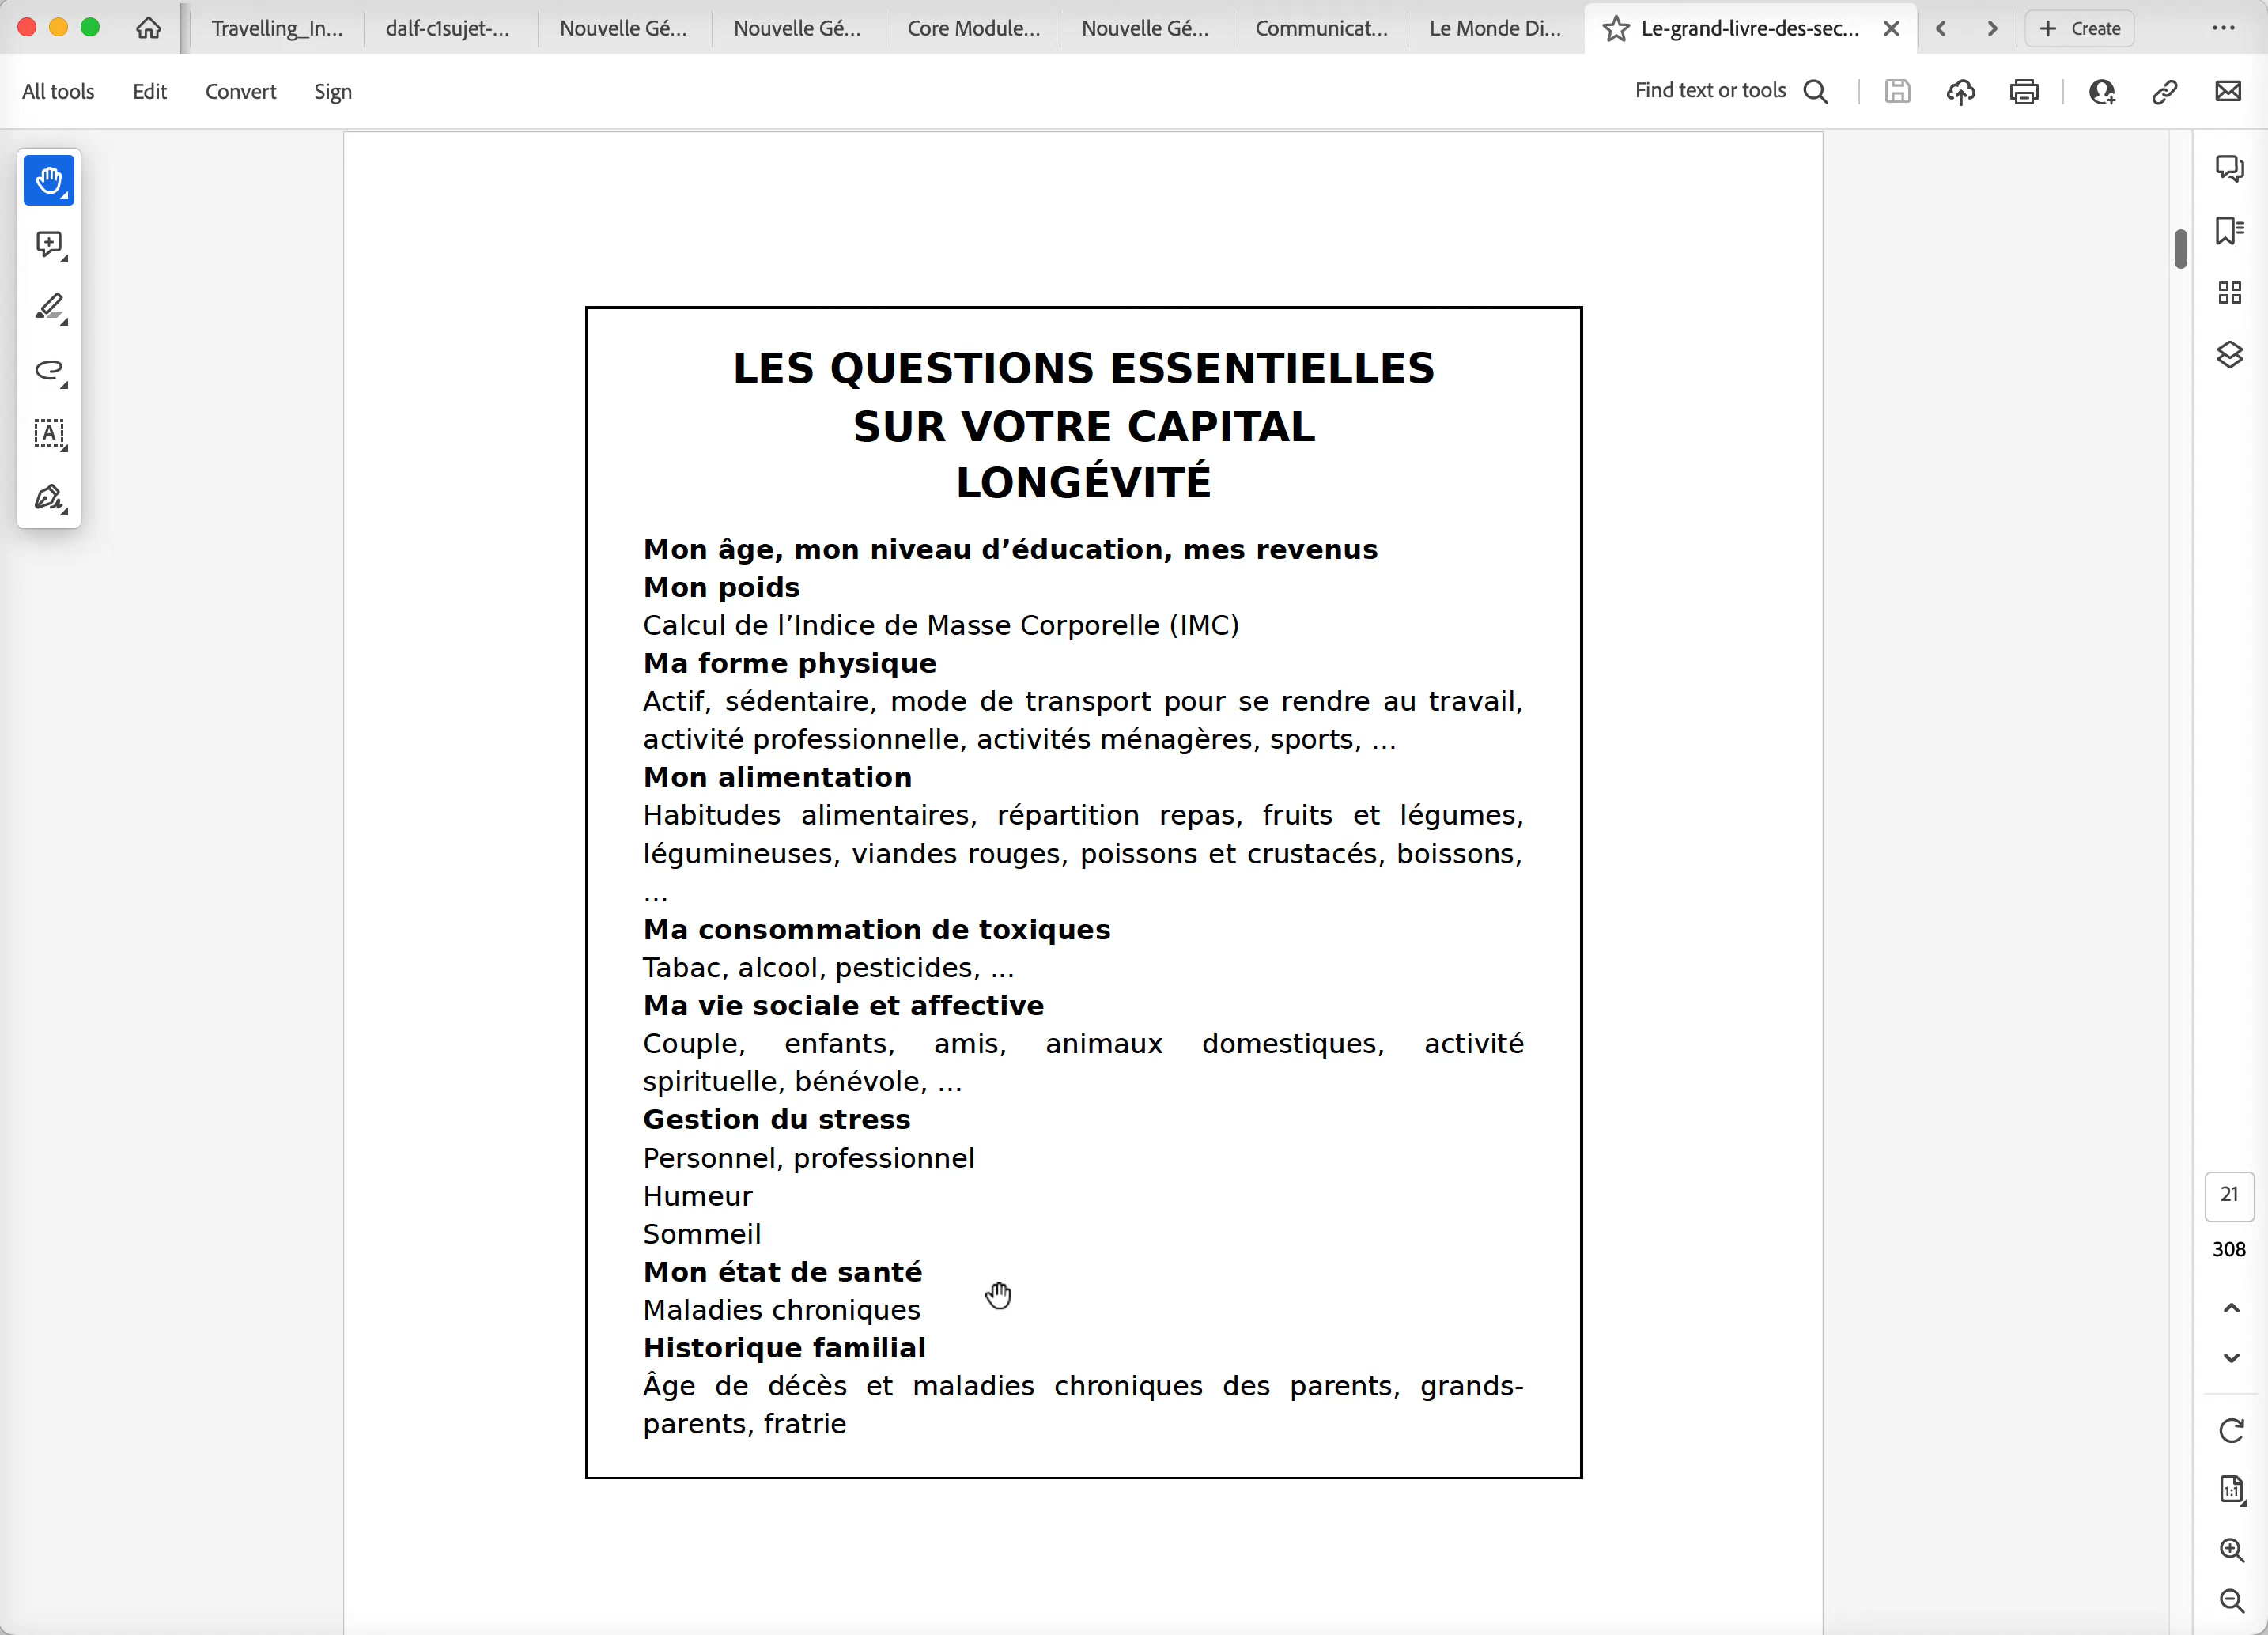 Travelling_In...
dalf-c1sujet-...
Nouvelle Gé...
Nouvelle Gé...
Core Module...
Nouvelle Gé...
Communicat...
Le Monde Di...
Le-grand-livre-des-sec...
Create
All tools
Edit
Convert
Sign
Find text or tools
LES QUESTIONS ESSENTIELLES
SUR VOTRE CAPITAL
LONGÉVITÉ
Mon âge, mon niveau d’éducation, mes revenus
Mon poids
Calcul de l’Indice de Masse Corporelle (IMC)
Ma forme physique
Actif, sédentaire, mode de transport pour se rendre au travail,
activité professionnelle, activités ménagères, sports, ...
Mon alimentation
Habitudes alimentaires, répartition repas, fruits et légumes,
légumineuses, viandes rouges, poissons et crustacés, boissons,
...
Ma consommation de toxiques
Tabac, alcool, pesticides, ...
Ma vie sociale et affective
Couple, enfants, amis, animaux domestiques, activité
spirituelle, bénévole, ...
Gestion du stress
Personnel, professionnel
Humeur
Sommeil
Mon état de santé
Maladies chroniques
Historique familial
Âge de décès et maladies chroniques des parents, grands-
parents, fratrie
21
308
1:1